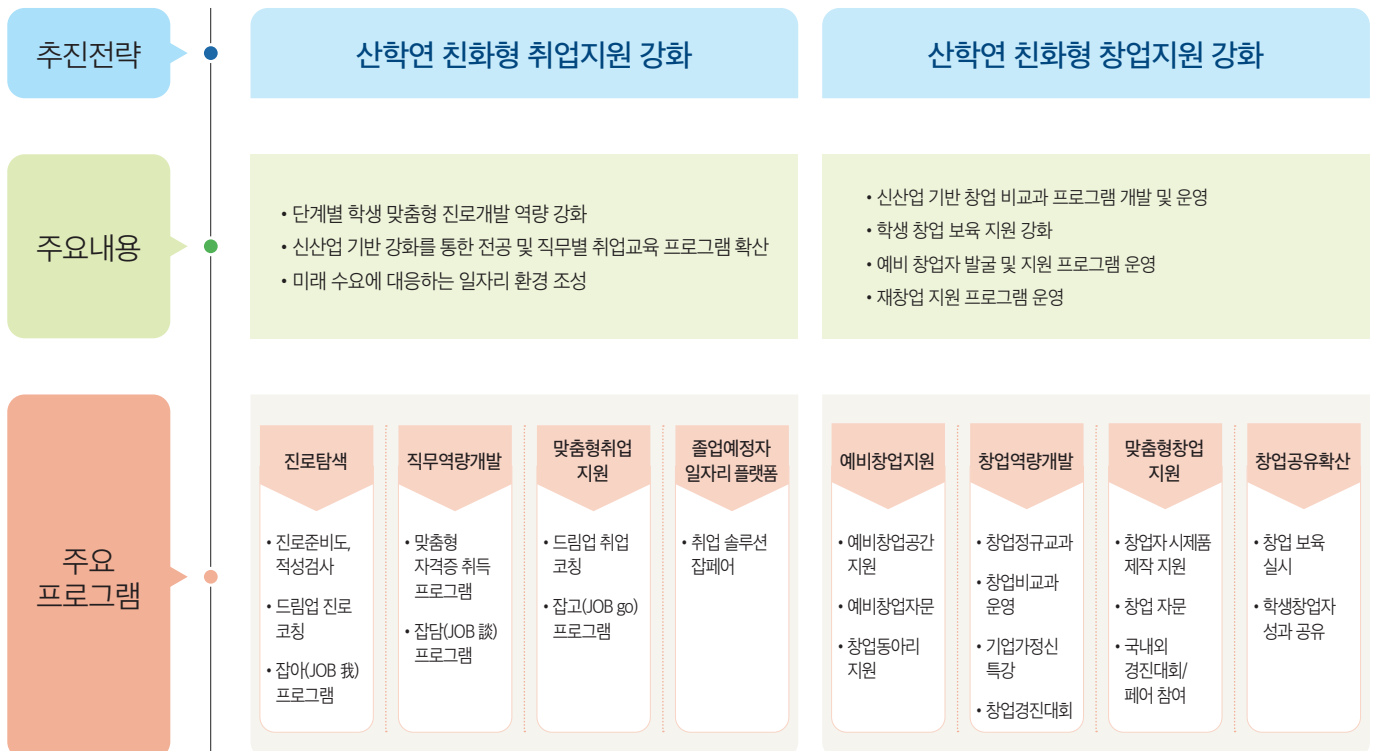 추진전략
산학연 친화형 취업지원 강화
산학연 친화형 창업지원 강화
주요내용
• 단계별 학생 맞춤형 진로개발 역량 강화
• 신산업 기반 강화를 통한 전공 및 직무별 취업교육 프로그램 확산
• 미래 수요에 대응하는 일자리 환경 조성
• 신산업 기반 창업 비교과 프로그램 개발 및 운영
• 학생 창업 보육 지원 강화
• 예비 창업자 발굴 및 지원 프로그램 운영
• 재창업 지원 프로그램 운영
주요
프로그램
진로탐색
• 진로준비도,
적성검사
• 드림업 진로
코칭
• 잡아(JOB 我)
프로그램
직무역량개발
• 맞춤형
자격증 취득
프로그램
• 잡담(JOB 談)
프로그램
맞춤형취업
지원
• 드림업 취업
코칭
• 잡고(JOB go)
프로그램
졸업예정자
일자리 플랫폼
• 취업 솔루션
잡페어
예비창업지원
• 예비창업공간
지원
• 예비창업자문
• 창업동아리
지원
창업역량개발
• 창업정규교과
• 창업비교과
운영
• 기업가정신
특강
• 창업경진대회
맞춤형창업
지원
• 창업자 시제품
제작 지원
• 창업 자문
• 국내외
경진대회/
페어 참여
창업공유확산
• 창업 보육
실시
• 학생창업자
성과 공유